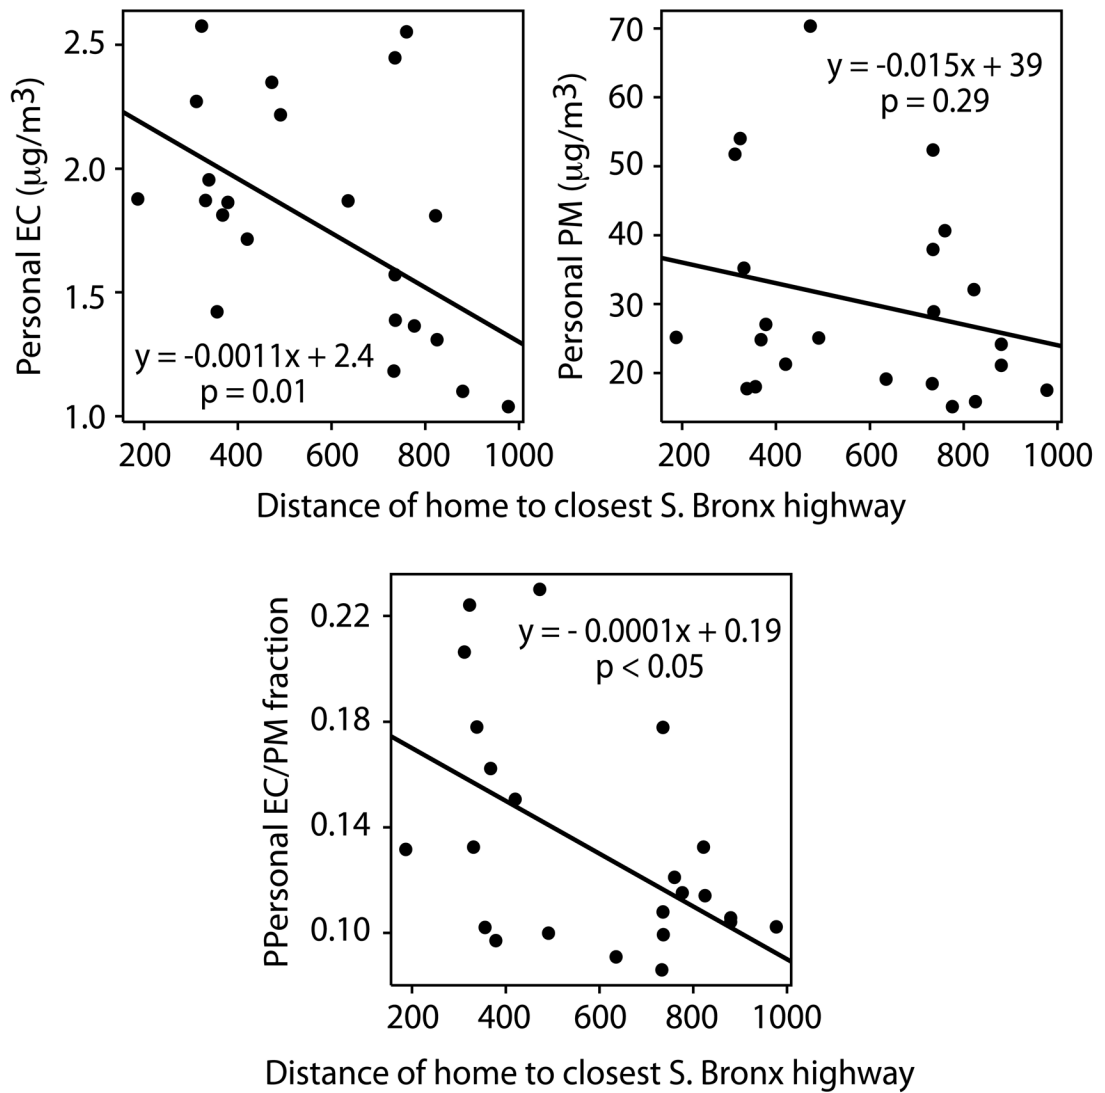 Personal EC (µg/m3)
2.5
2.0
1.5
1.0
y = -0.0011x + 2.4
p = 0.01
200 400 600 800 1000
Personal PM (µg/m3)
70
60
50
40
30
20
y = -0.015x + 39
p = 0.29
200 400 600 800 1000
Distance of home to closest S. Bronx highway
PPersonal EC/PM fraction
0.22
0.18
0.14
0.10
y = - 0.0001x + 0.19
p < 0.05
200 400 600 800 1000
Distance of home to closest S. Bronx highway